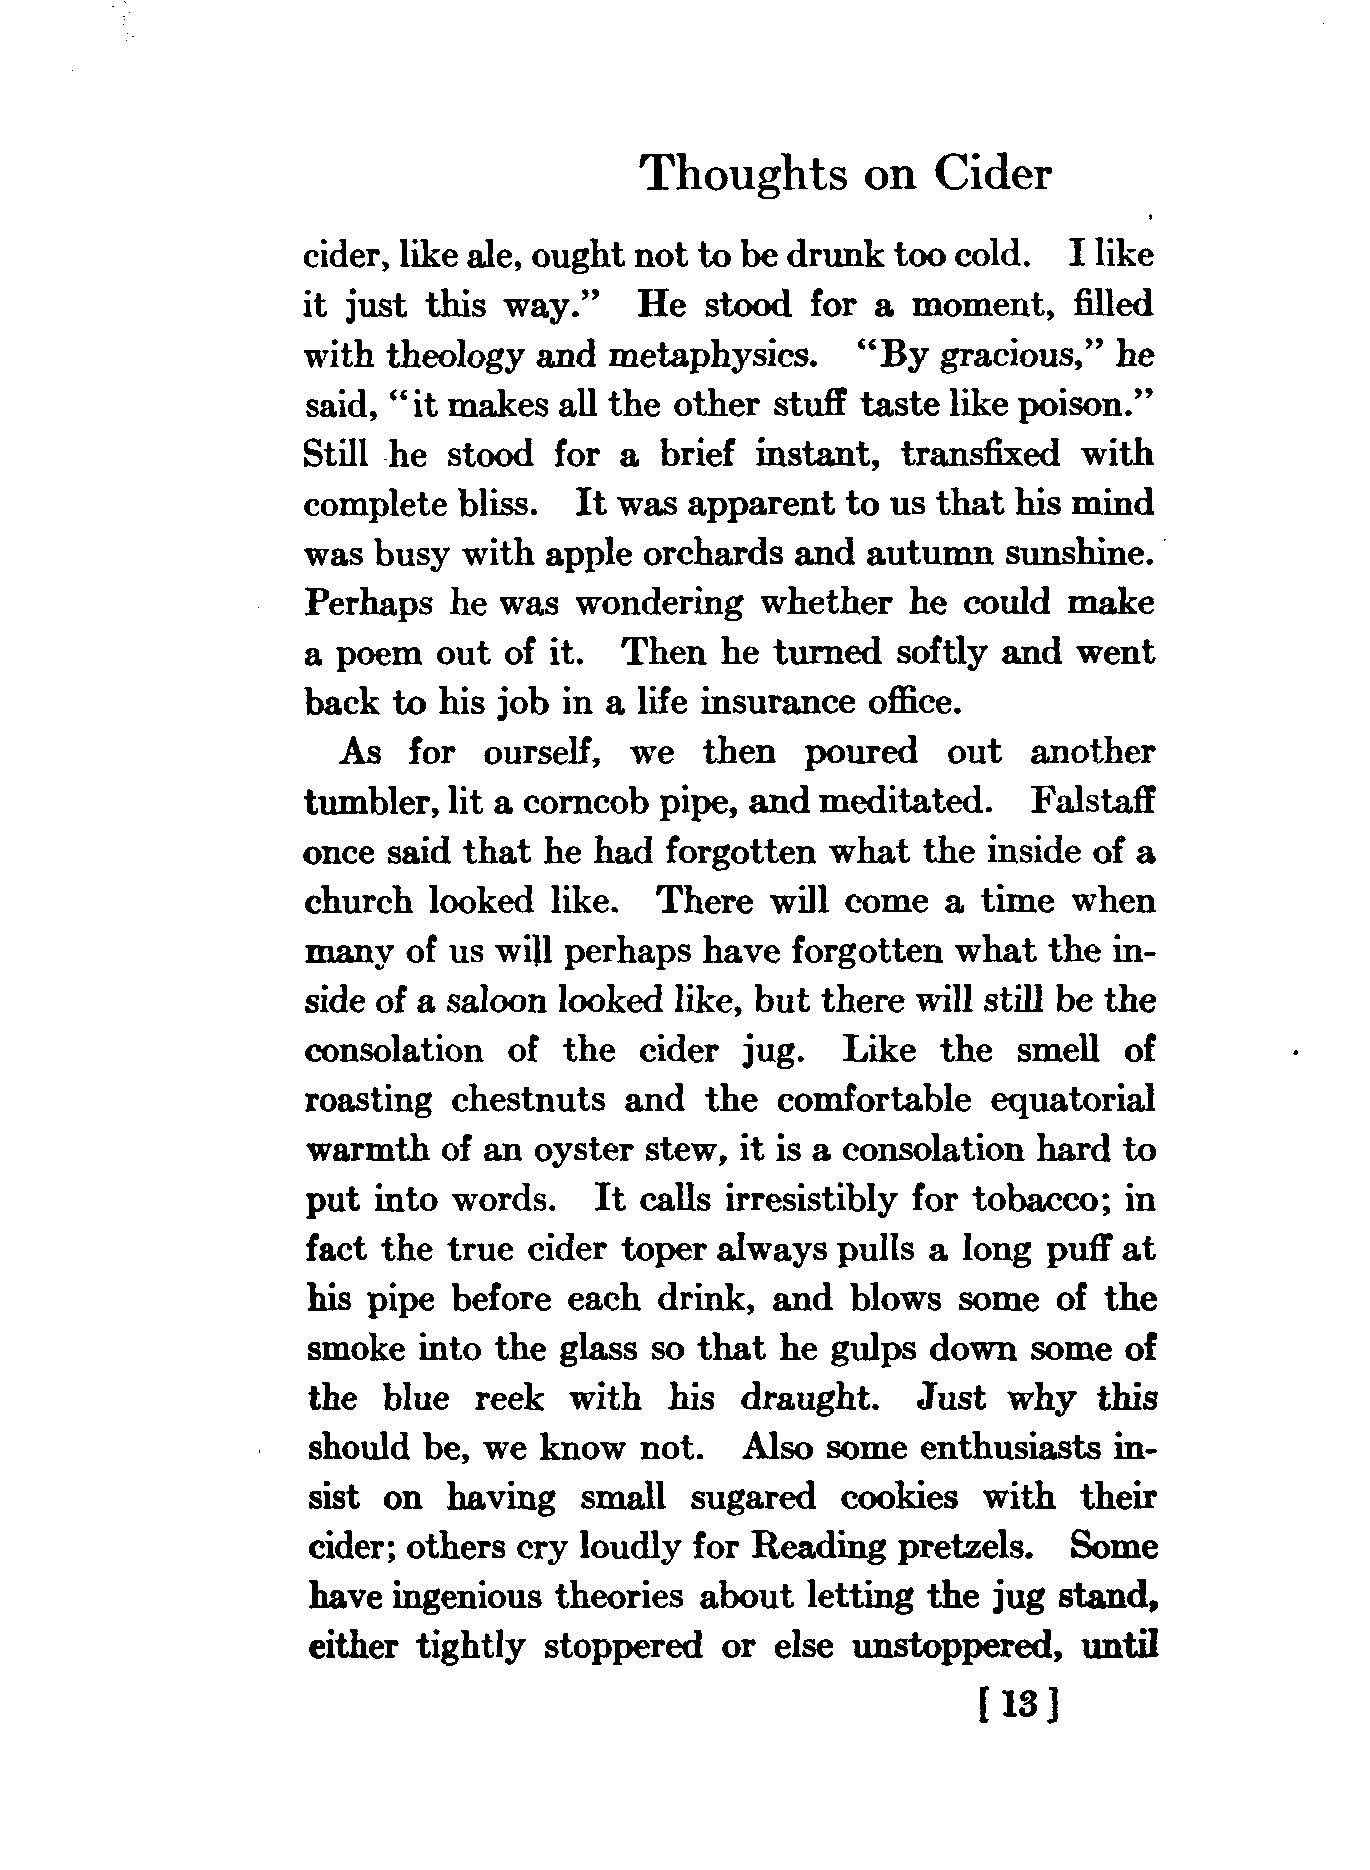 Thoughts on Cider
cider, like ale, ought not to be drunk too cold. I like
it just this way.” He stood for a moment, filled
with theology and metaphysics. “By gracious,” he
said, “it makes all the other stuff taste like poison.”
Still he stood for a brief instant, transfixed with
complete bliss. It was apparent to us that his mind
was busy with apple orchards and autumn sunshine.
Perhaps he was wondering whether he could make
a poem out of it. Then he turned softly and went
back to his job in a life insurance office.
As for ourself, we then poured out another
tumbler, lit a corncob pipe, and meditated. Falstaff
once said that he had forgotten what the inside of a
church looked like. There will come a time when
many of us will perhaps have forgotten what the in-
side of a saloon looked like, but there will still be the
consolation of the cider jug. Like the smell of
roasting chestnuts and the comfortable equatorial
warmth of an oyster stew, it is a consolation hard to
put into words. It calls irresistibly for tobacco; in
fact the true cider toper always pulls a long puff at
his pipe before each drink, and blows some of the
smoke into the glass so that he gulps down some of
the blue reek with his draught. Just why this
should be, we know not. Also some enthusiasts in-
sist on having small sugared cookies with their
cider; others cry loudly for Reading pretzels. Some
have ingenious theories about letting the jug stand,
either tightly stoppered or else unstoppered, until
[ 13 ]